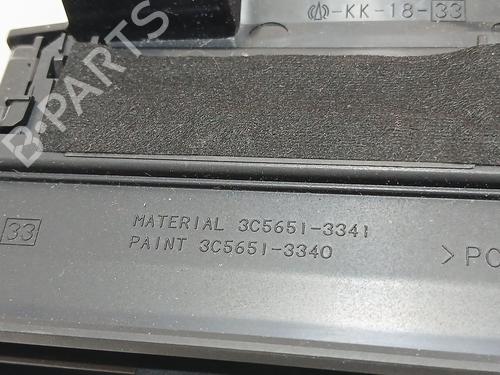 -KK-18-33
B-PARTS
33
MATERIAL 3C5651-3341
PAINT 3C5651-3340
>PC